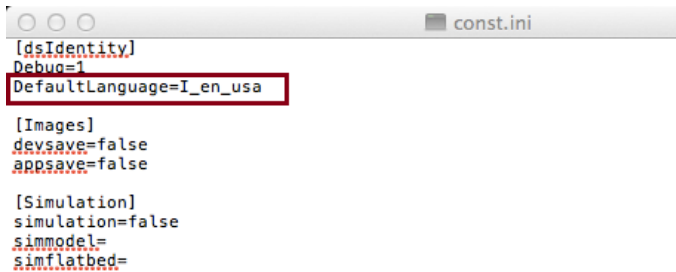 const.ini
[dsIdentity]
Debug=1
DefaultLanguage=I_en_usa
[Images]
devsave=false
appsave=false
[Simulation]
simulation=false
simmodel=
simflatbed=